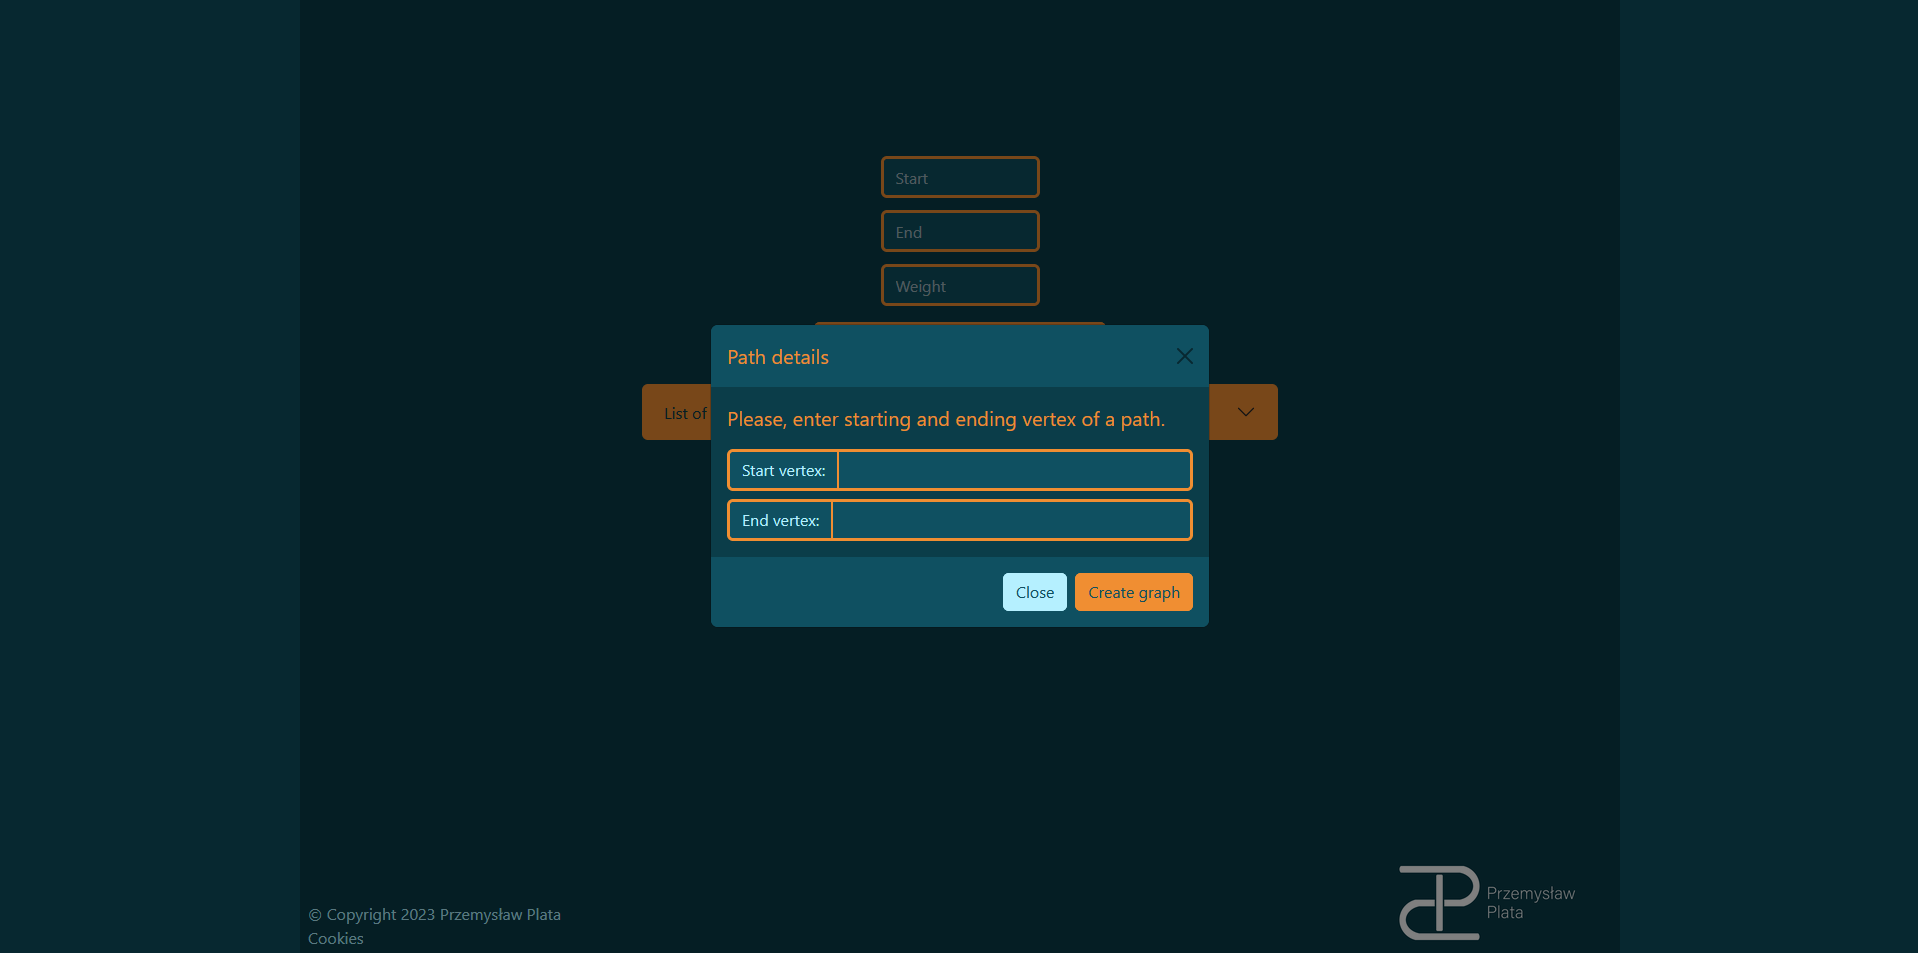 Start
End
Weight
Path details
List of
Please, enter starting and ending vertex of a path.
Start vertex:
End vertex:
Close
Create graph
Przemysław
Plata
© Copyright 2023 Przemysław Plata
Cookies